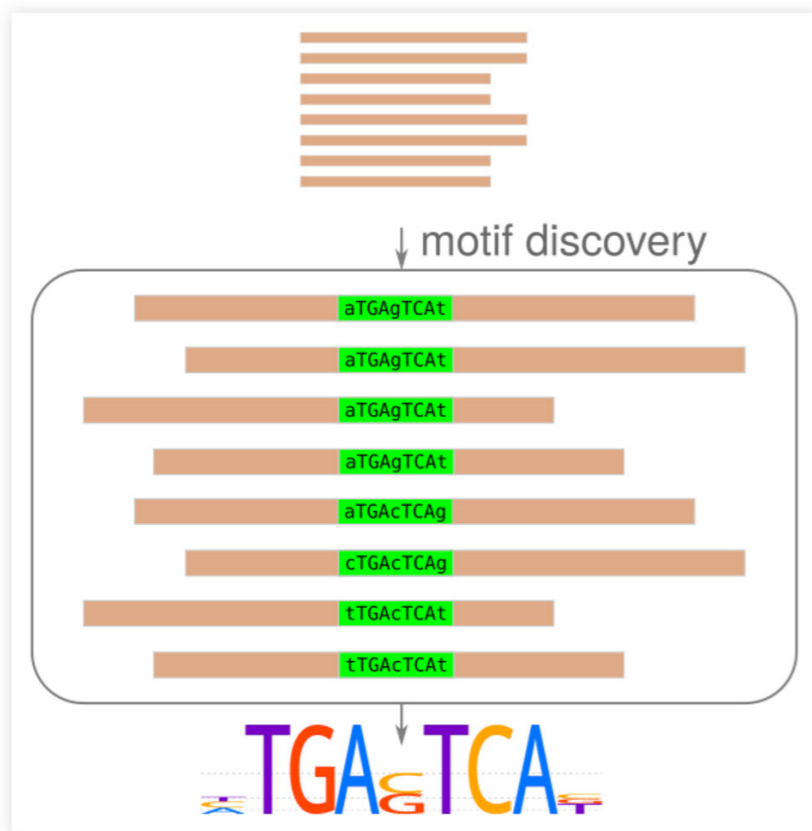 motif discovery
aTGAgTCAt
aTGAgTCAt
aTGAgTCAt
aTGAgTCAt
aTGAcTCAg
cTGAcTCAg
tTGAcTCAt
tTGAcTCAt
TGA TCA